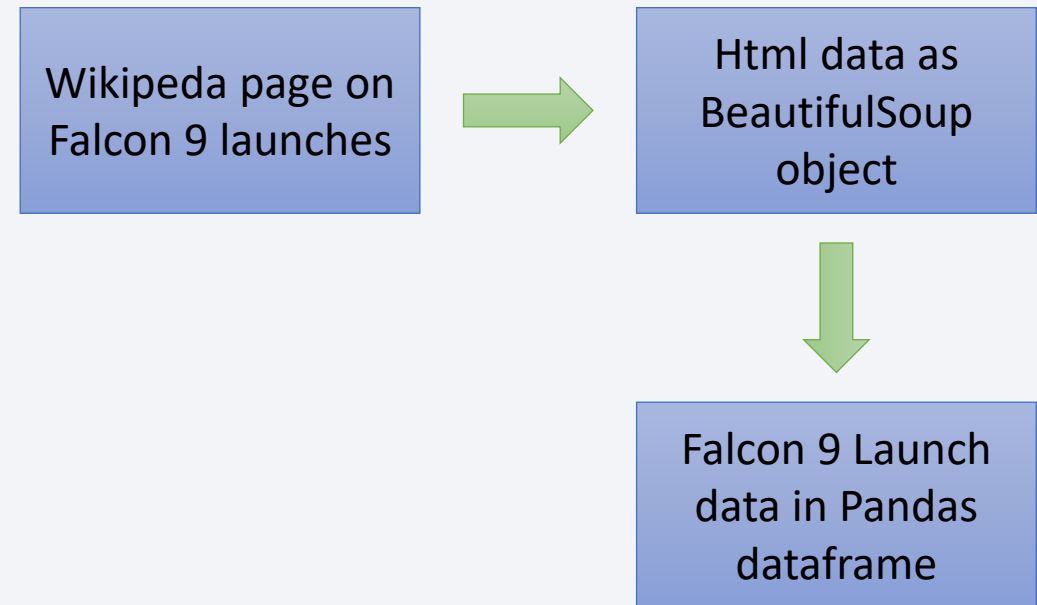 Wikipeda page on
Falcon 9 launches
Html data as
BeautifulSoup
object
Falcon 9 Launch
data in Pandas
dataframe